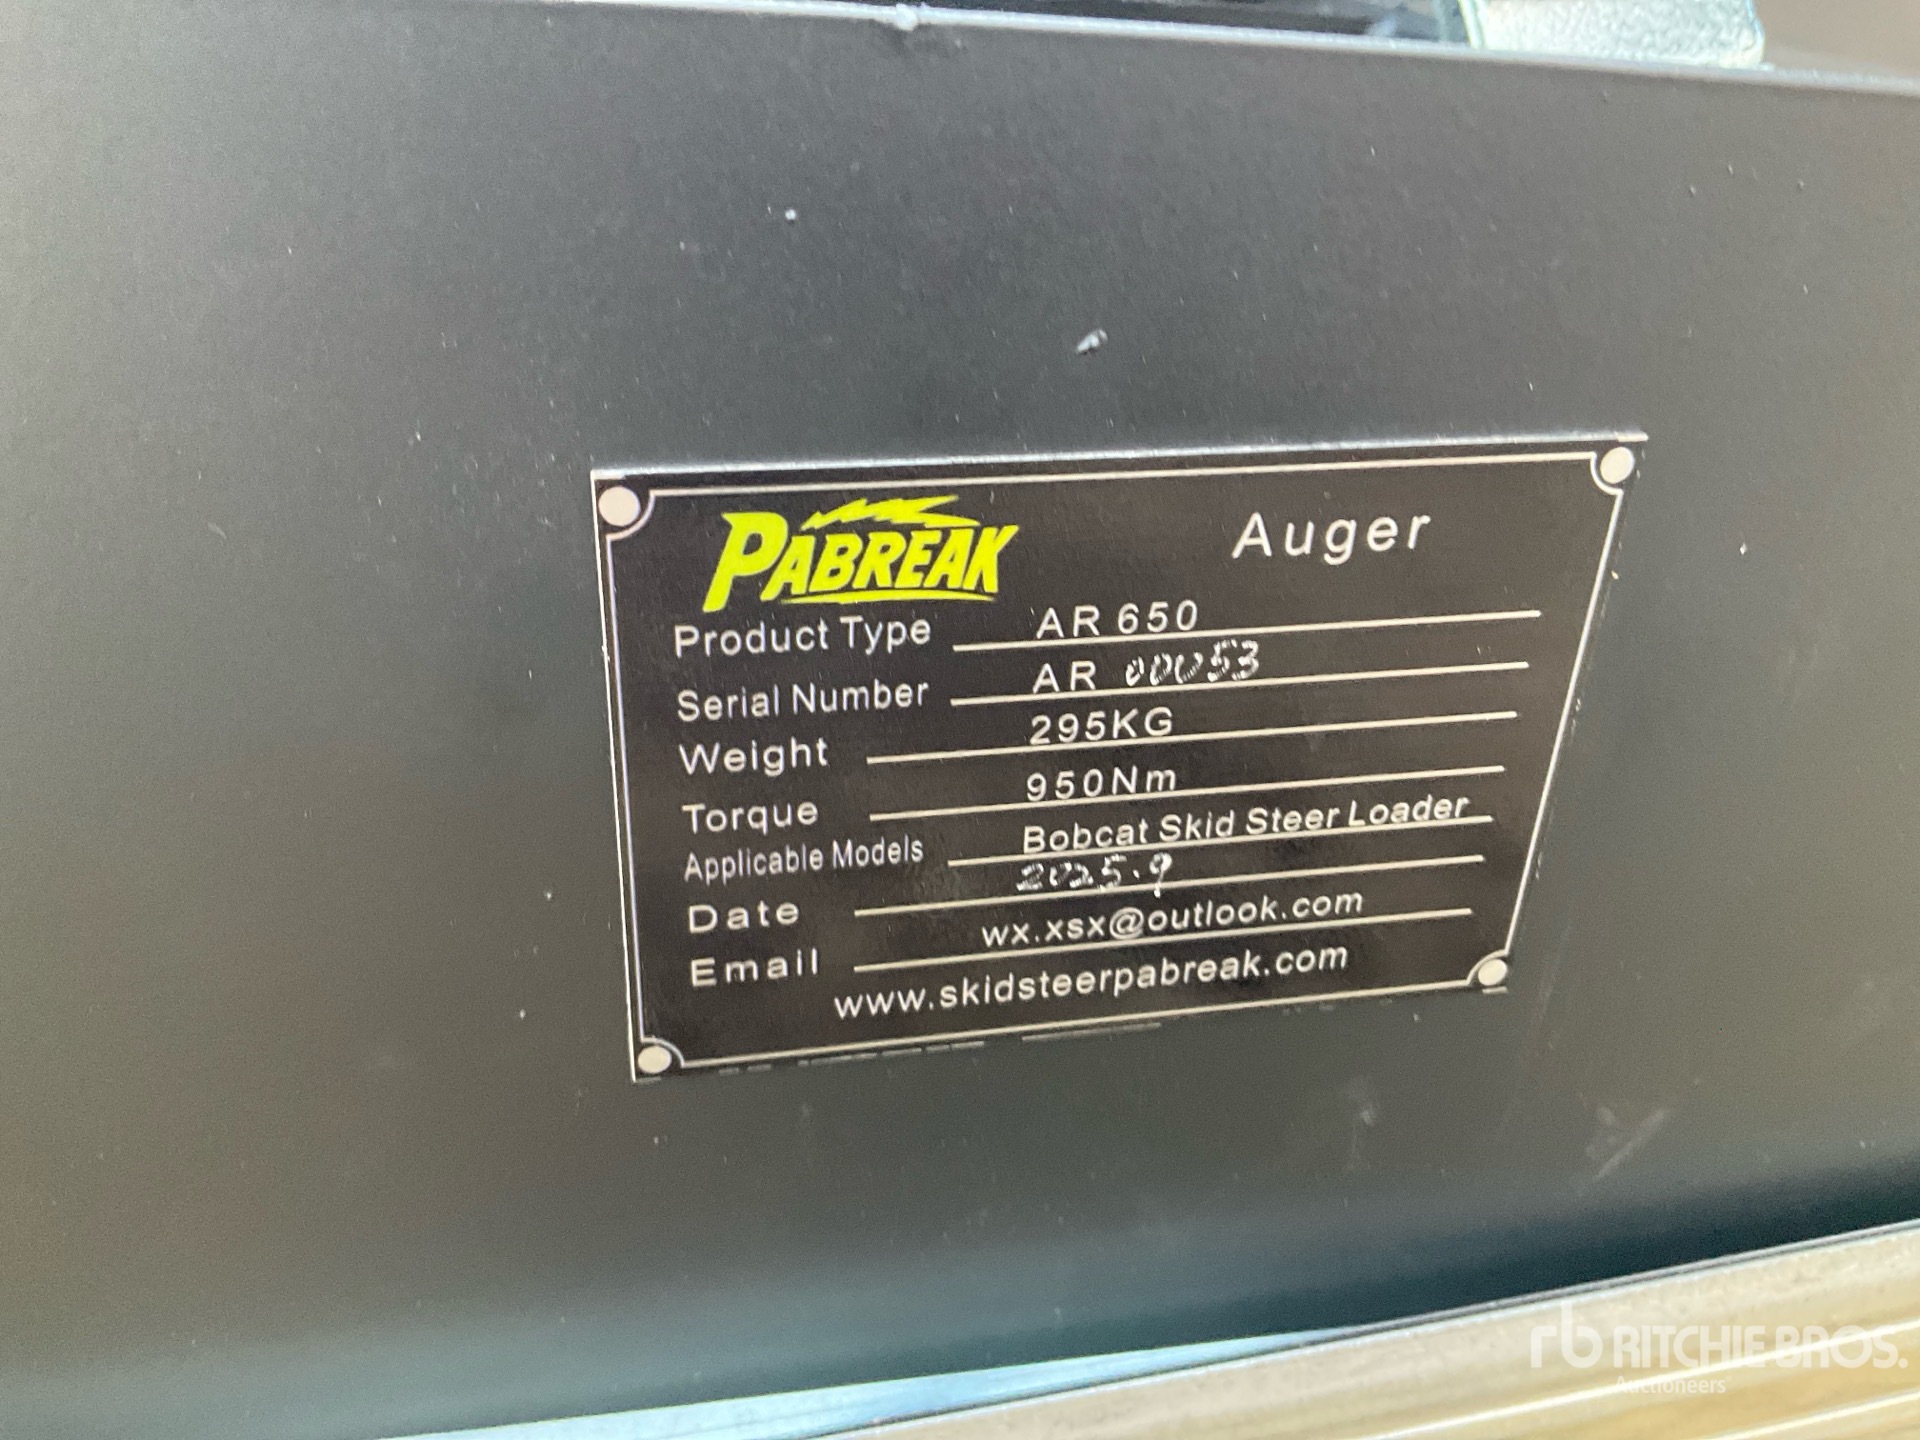 PABREAK Auger
Product Type AR 650
Serial Number AR 00053
Weight 295KG
Torque 950Nm
Applicable Models Bobcat Skid Steer Loader
Date 2025.9
Email wx.xsx@outlook.com
www.skidsteerpabreak.com
rb RITCHIE BROS.
Auctioneers